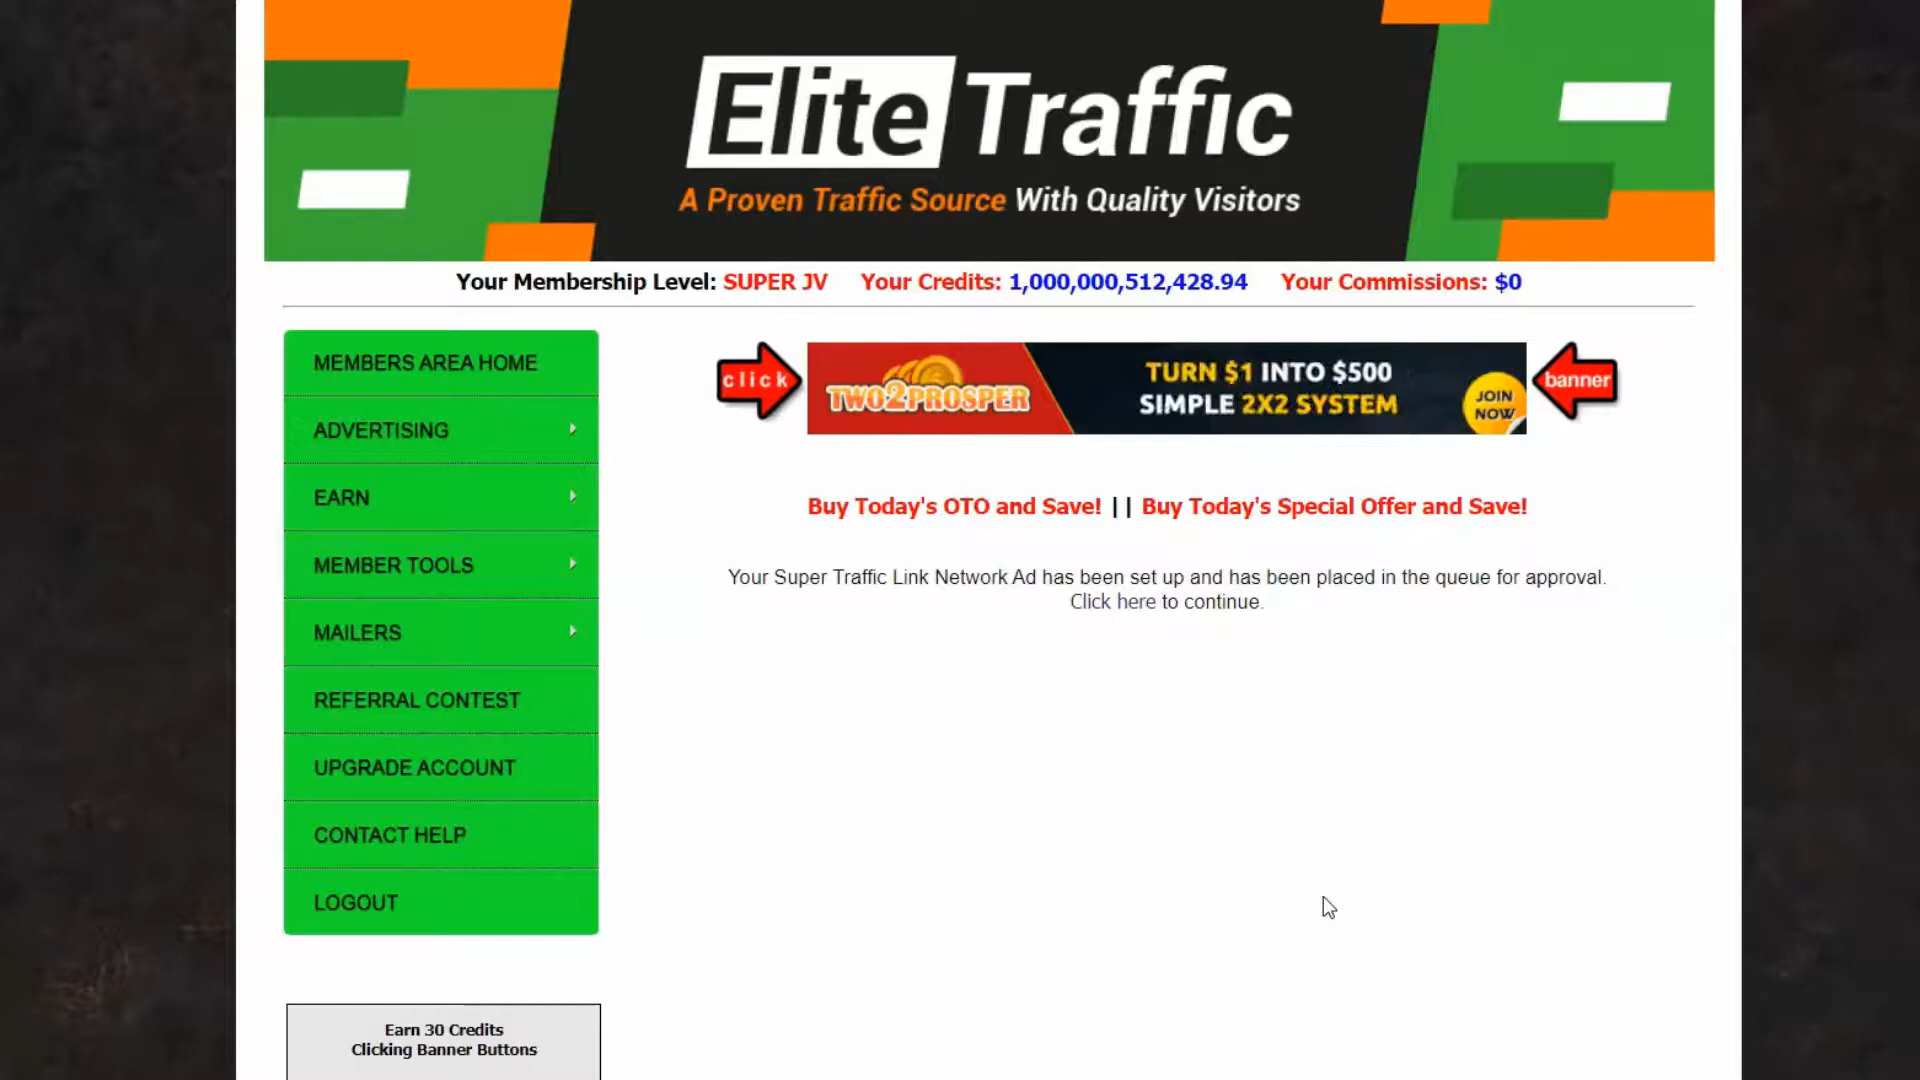 Elite Traffic
A Proven Traffic Source With Quality Visitors
Your Membership Level: SUPER JV Your Credits: 1,000,000,512,428.94 Your Commissions: $0
MEMBERS AREA HOME
ADVERTISING
EARN
MEMBER TOOLS
MAILERS
REFERRAL CONTEST
UPGRADE ACCOUNT
CONTACT HELP
LOGOUT
Earn 30 Credits
Clicking Banner Buttons
click
TWO2PROSPER
TURN $1 INTO $500
SIMPLE 2X2 SYSTEM
JOIN
NOW
banner
Buy Today's OTO and Save! || Buy Today's Special Offer and Save!
Your Super Traffic Link Network Ad has been set up and has been placed in the queue for approval.
Click here to continue.